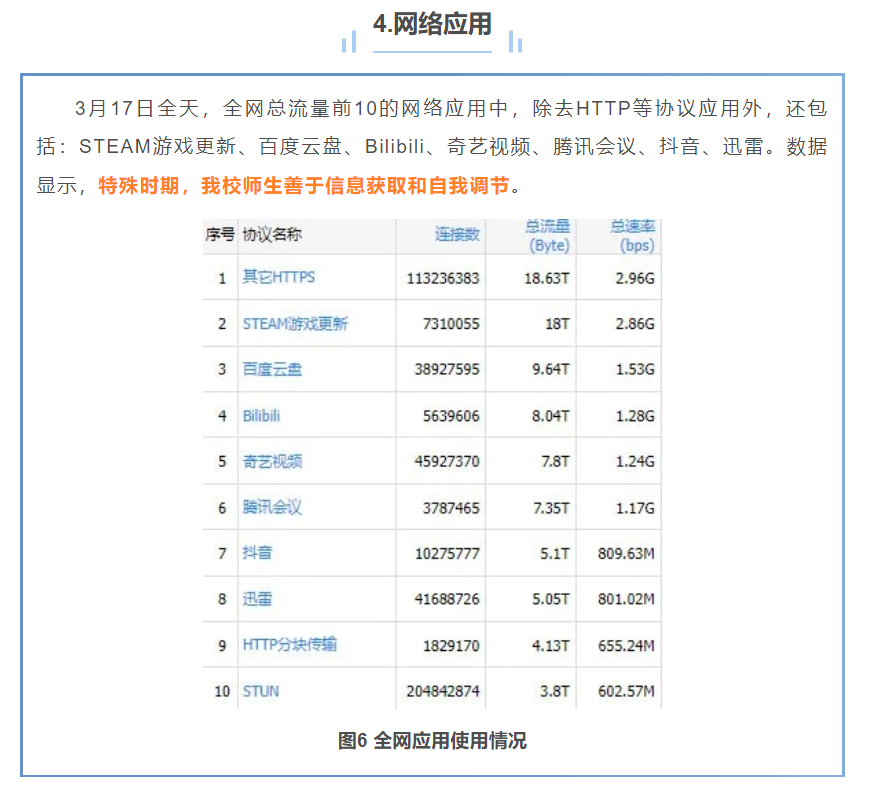 4.网络应用
3月17日全天，全网总流量前10的网络应用中，除去HTTP等协议应用外，还包
括：STEAM游戏更新、百度云盘、Bilibili、奇艺视频、腾讯会议、抖音、迅雷。数据
显示，特殊时期，我校师生善于信息获取和自我调节。
序号 协议名称 连接数 总流量(Byte) 总速率(bps)
1 其它HTTPS 113236383 18.63T 2.96G
2 STEAM游戏更新 7310055 18T 2.86G
3 百度云盘 38927595 9.64T 1.53G
4 Bilibili 5639606 8.04T 1.28G
5 奇艺视频 45927370 7.8T 1.24G
6 腾讯会议 3787465 7.35T 1.17G
7 抖音 10275777 5.1T 809.63M
8 迅雷 41688726 5.05T 801.02M
9 HTTP分块传输 1829170 4.13T 655.24M
10 STUN 204842874 3.8T 602.57M
图6 全网应用使用情况